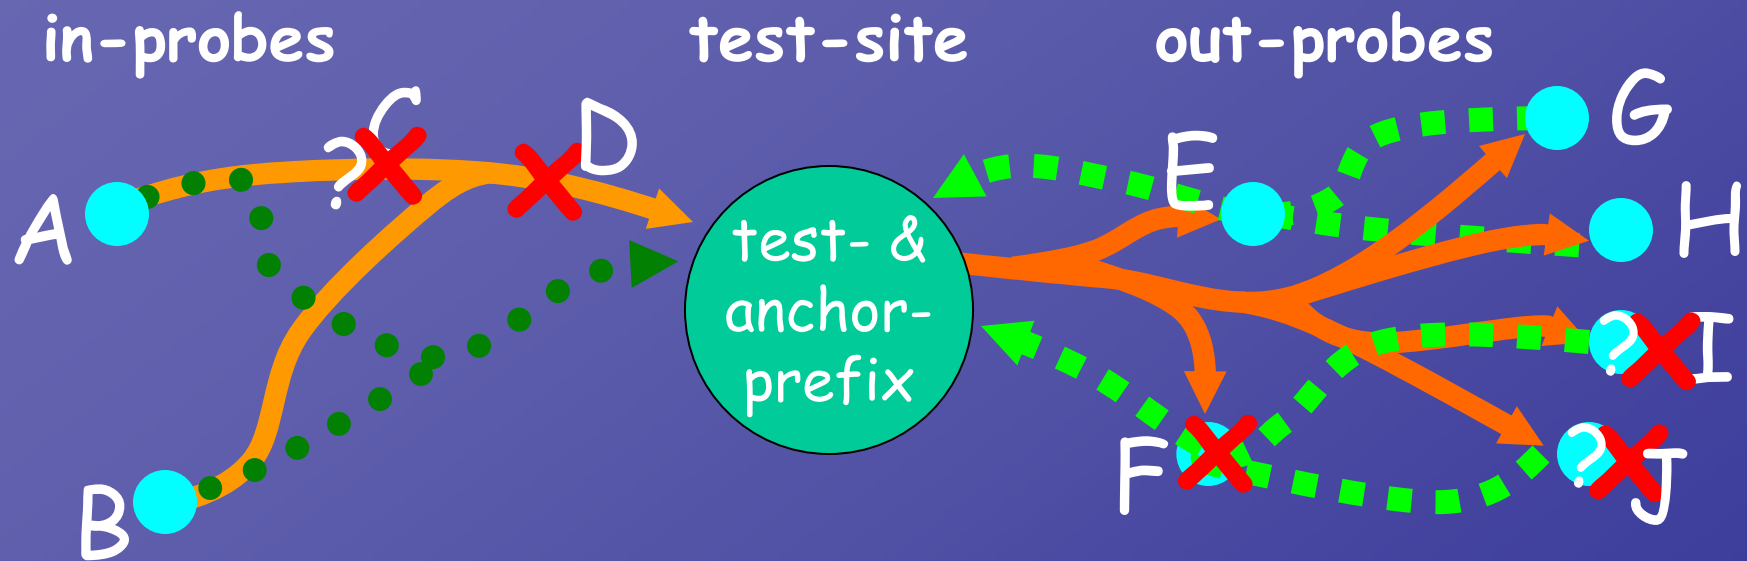 in-probes
test-site
out-probes
A
?
C
D
B
test- &
anchor-
prefix
E
F
G
H
?
I
?
J